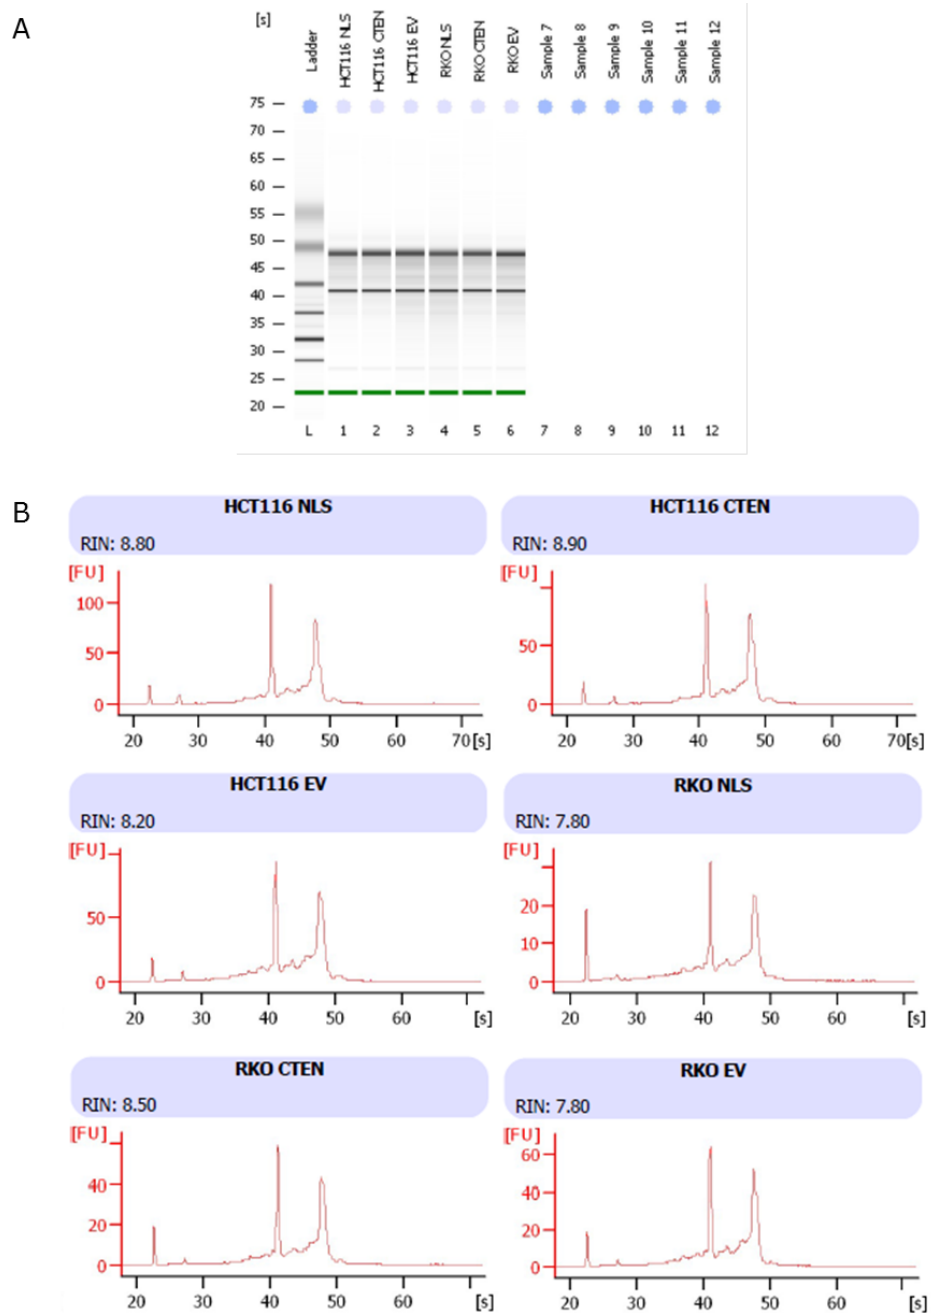 A
[s]
Ladder
HCT116 NLS
HCT116 CTEN
HCT116 EV
RKO NLS
RKO CTEN
RKO EV
Sample 7
Sample 8
Sample 9
Sample 10
Sample 11
Sample 12
75
70
65
60
55
50
45
40
35
30
25
20
L 1 2 3 4 5 6 7 8 9 10 11 12
B
HCT116 NLS
RIN: 8.80
[FU]
100
50
0
20 30 40 50 60 70[s]
HCT116 CTEN
RIN: 8.90
[FU]
50
0
20 30 40 50 60 70[s]
HCT116 EV
RIN: 8.20
[FU]
50
0
20 30 40 50 60 [s]
RKO NLS
RIN: 7.80
[FU]
20
10
0
20 30 40 50 60 [s]
RKO CTEN
RIN: 8.50
[FU]
40
20
0
20 30 40 50 60 [s]
RKO EV
RIN: 7.80
[FU]
60
40
20
0
20 30 40 50 60 [s]